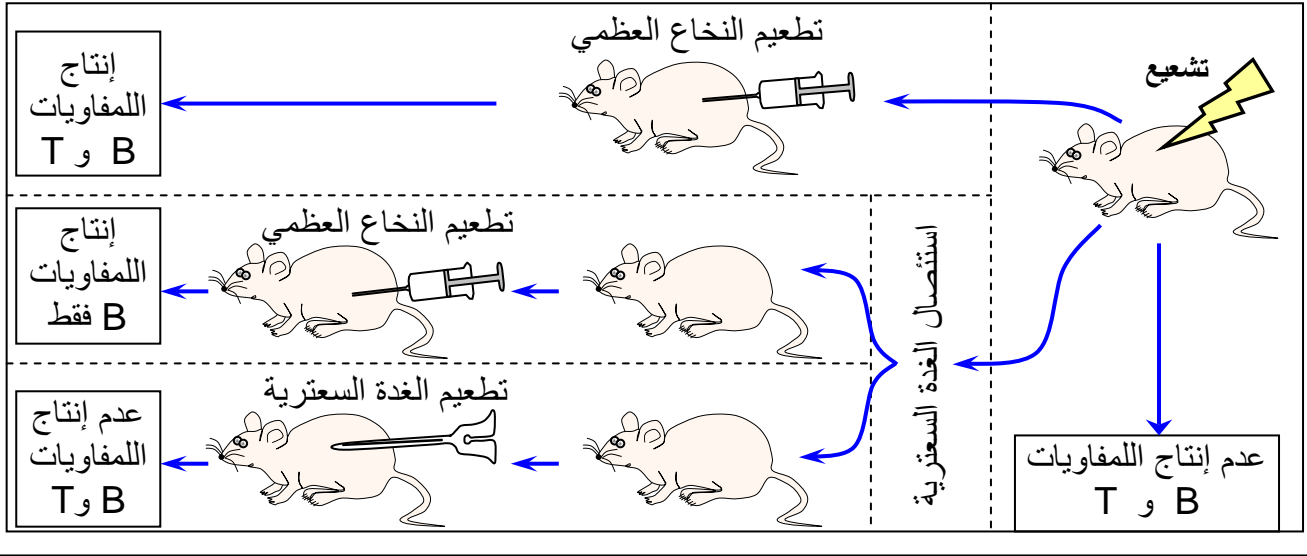 تشعيع
عدم إنتاج اللمفاويات
B و T
تطعيم النخاع العظمي
إنتاج
اللمفاويات
B و T
استئصال الغدة السعترية
تطعيم النخاع العظمي
إنتاج
اللمفاويات
B فقط
تطعيم الغدة السعترية
عدم إنتاج
اللمفاويات
B وT